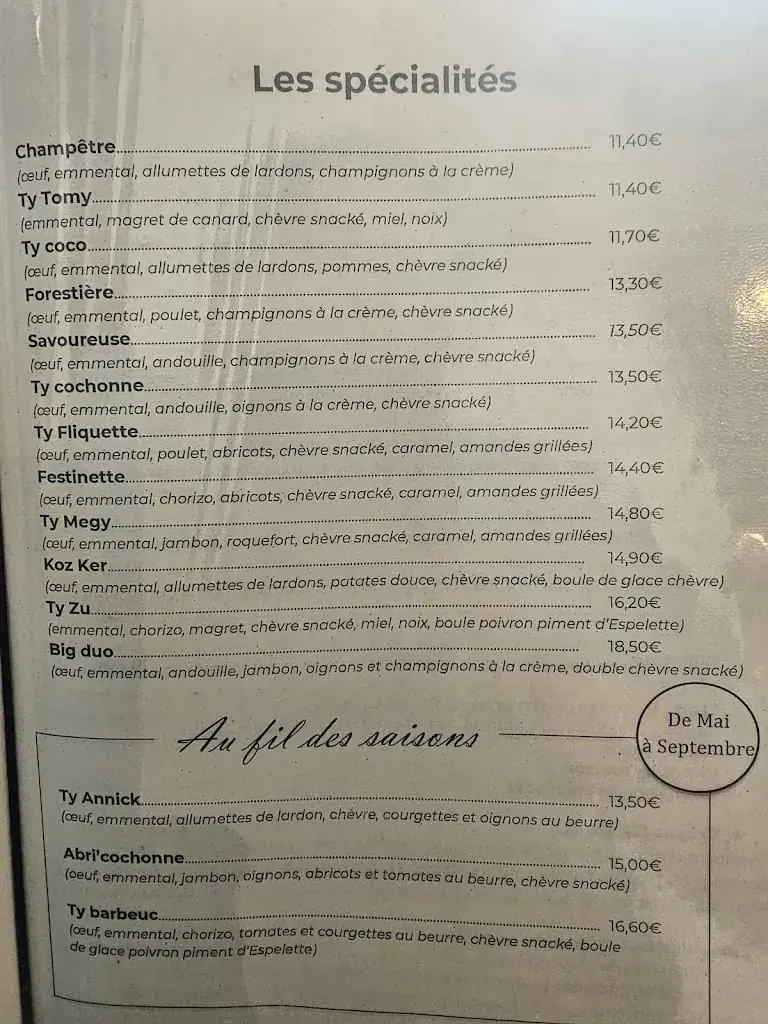 Les spécialités
Champêtre........ 11,40€
(œuf, emmental, allumettes de lardons, champignons à la crème)
Ty Tomy........ 11,40€
(emmental, magret de canard, chèvre snacké, miel, noix)
Ty coco........ 11,70€
(œuf, emmental, allumettes de lardons, pommes, chèvre snacké)
Forestière........ 13,30€
(œuf, emmental, poulet, champignons à la crème, chèvre snacké)
Savoureuse........ 13,50€
(œuf, emmental, andouille, champignons à la crème, chèvre snacké)
Ty cochonne........ 13,50€
(œuf, emmental, andouille, oignons à la crème, chèvre snacké)
Ty Fliquette........ 14,20€
(œuf, emmental, poulet, abricots, chèvre snacké, caramel, amandes grillées)
Festinette........ 14,40€
(œuf, emmental, chorizo, abricots, chèvre snacké, caramel, amandes grillées)
Ty Megy........ 14,80€
(œuf, emmental, jambon, roquefort, chèvre snacké, caramel, amandes grillées)
Koz Ker........ 14,90€
(œuf, emmental, allumettes de lardons, patates douce, chèvre snacké, boule de glace chèvre)
Ty Zu........ 16,20€
(emmental, chorizo, magret, chèvre snacké, miel, noix, boule poivron piment d'Espelette)
Big duo........ 18,50€
(œuf, emmental, andouille, jambon, oignons et champignons à la crème, double chèvre snacké)
Au fil des saisons
De Mai
à Septembre
Ty Annick........ 13,50€
(œuf, emmental, allumettes de lardon, chèvre, courgettes et oignons au beurre)
Abri'cochonne........ 15,00€
(oeuf, emmental, jambon, oignons, abricots et tomates au beurre, chèvre snacké)
Ty barbeuc........ 16,60€
(œuf, emmental, chorizo, tomates et courgettes au beurre, chèvre snacké, boule
de glace poivron piment d'Espelette)